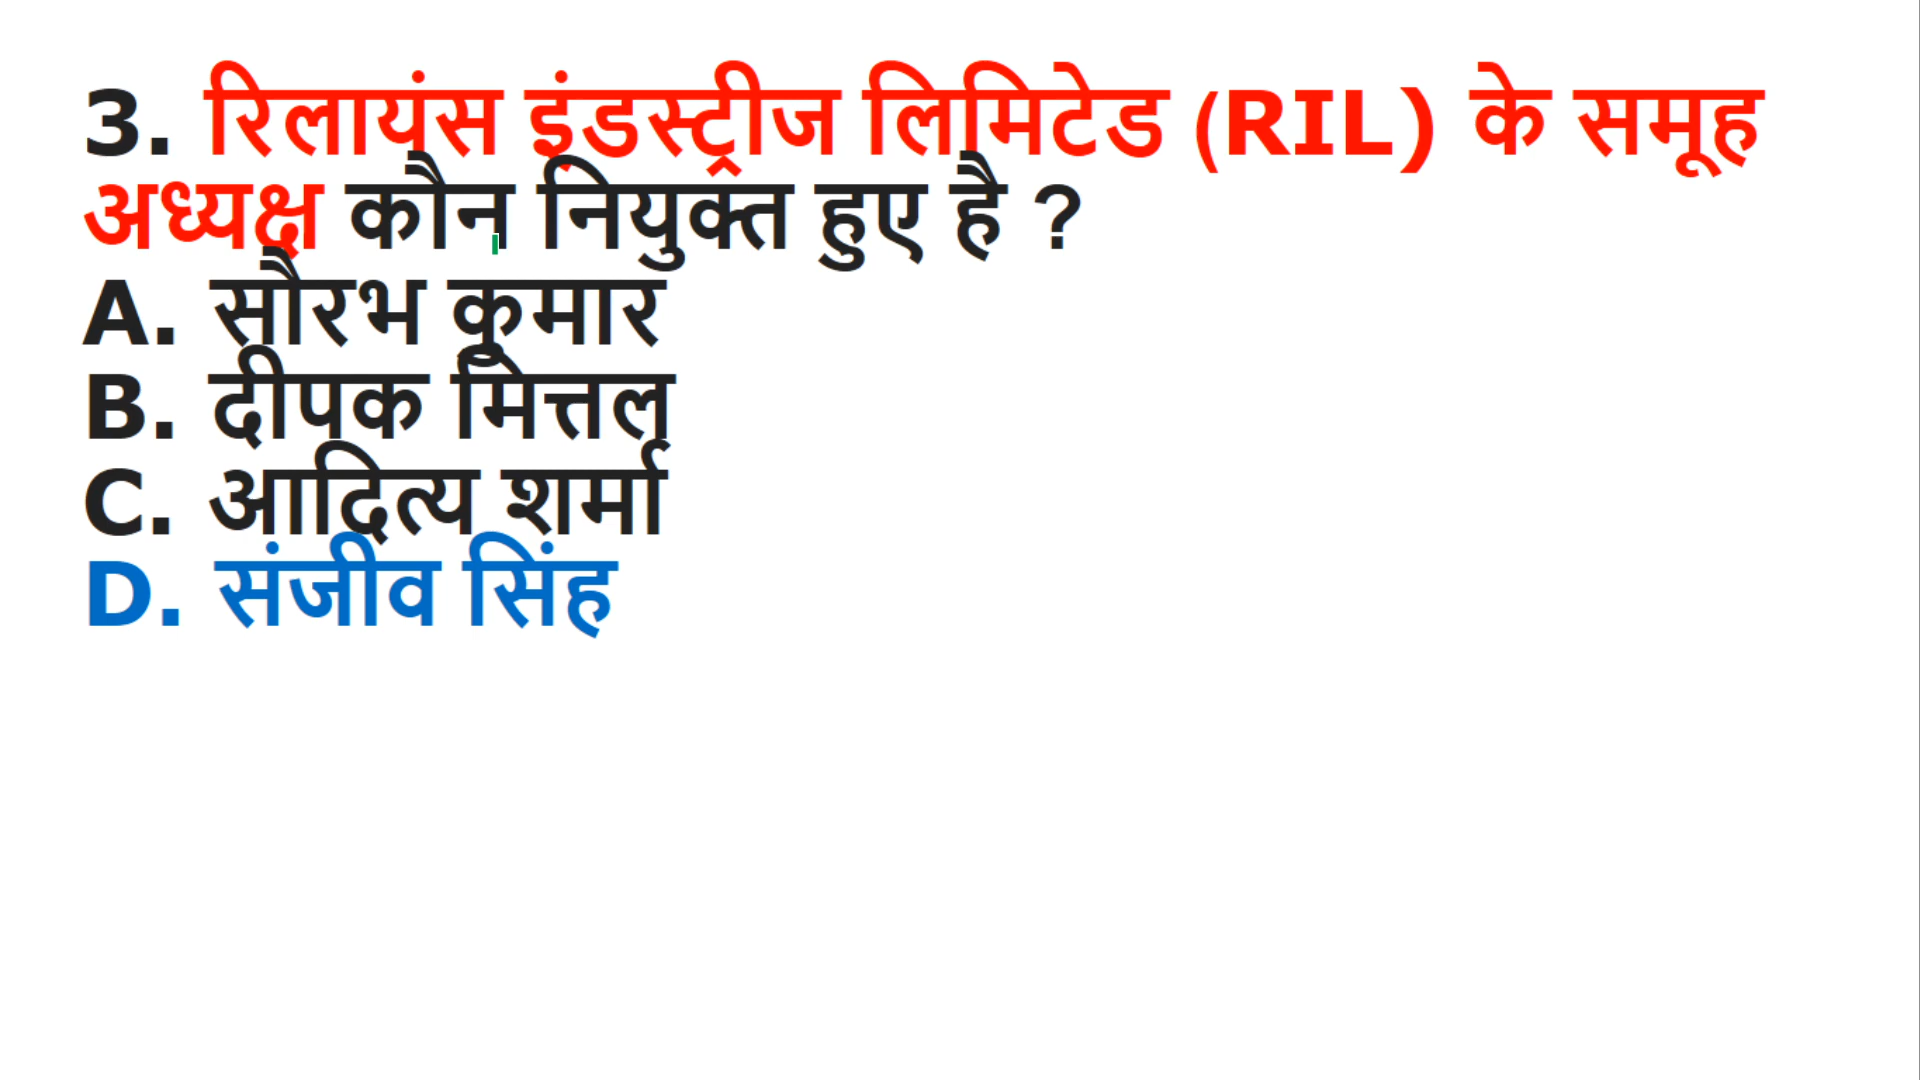 3. रिलायंस इंडस्ट्रीज लिमिटेड (RIL) के समूह
अध्यक्ष कौन नियुक्त हुए है ?
A. सौरभ कुमार
B. दीपक मित्तल
C. आदित्य शर्मा
D. संजीव सिंह